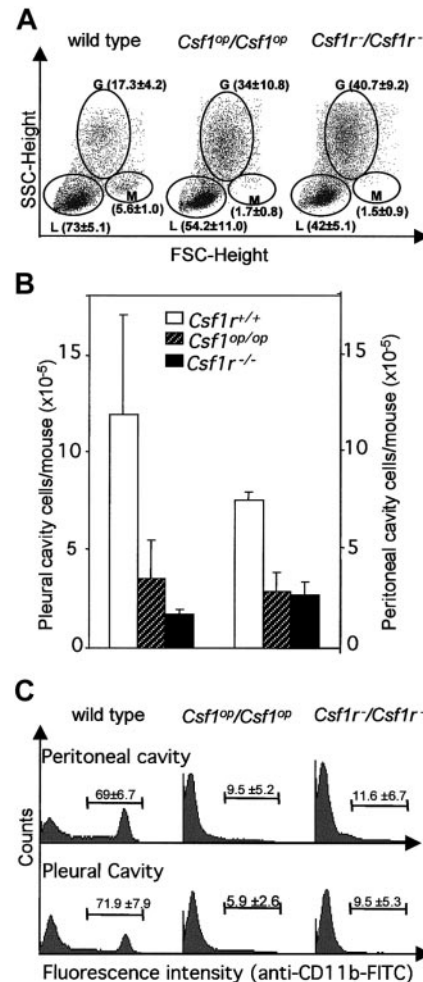 A
wild type Csf1op/Csf1op Csf1r-/Csf1r-
G (17.3±4.2) G (34±10.8) G (40.7±9.2)
SSC-Height
M M M
(5.6±1.0) (1.7±0.8) (1.5±0.9)
L (73±5.1) L (54.2±11.0) L (42±5.1)
FSC-Height
B
Csf1r+/+
Csf1op/op
Csf1r-/-
Pleural cavity cells/mouse (x10-5)
15
10
5
0
Peritoneal cavity cells/mouse (x10-5)
15
10
5
0
C
wild type Csf1op/Csf1op Csf1r-/Csf1r-
Peritoneal cavity
69±6.7 9.5 ±5.2 11.6 ±6.7
Counts
Pleural Cavity
71.9 ±7.9 5.9 ±2.6 9.5 ±5.3
Fluorescence intensity (anti-CD11b-FITC)